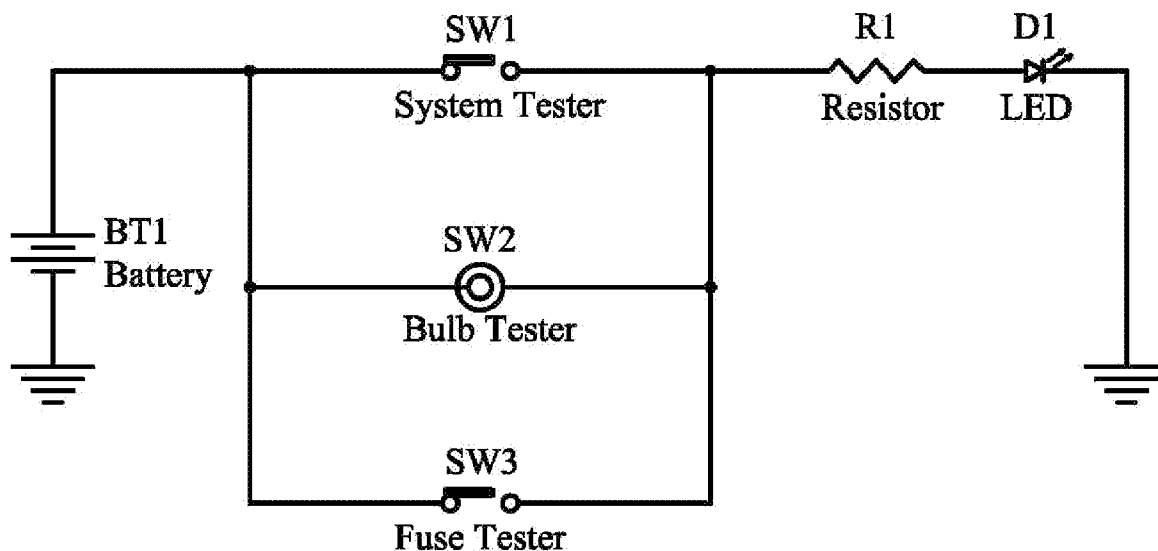 SW1
System Tester
R1
Resistor
D1
LED
BT1
Battery
SW2
Bulb Tester
SW3
Fuse Tester